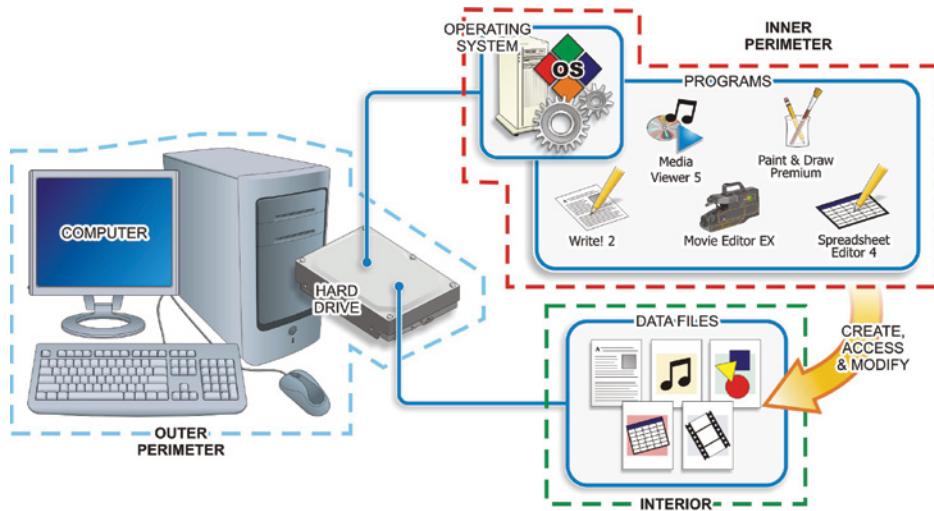 OPERATING
SYSTEM
OS
INNER
PERIMETER
PROGRAMS
Media
Viewer 5
Paint & Draw
Premium
Write! 2
Movie Editor EX
Spreadsheet
Editor 4
COMPUTER
HARD
DRIVE
OUTER
PERIMETER
DATA FILES
CREATE,
ACCESS
& MODIFY
INTERIOR